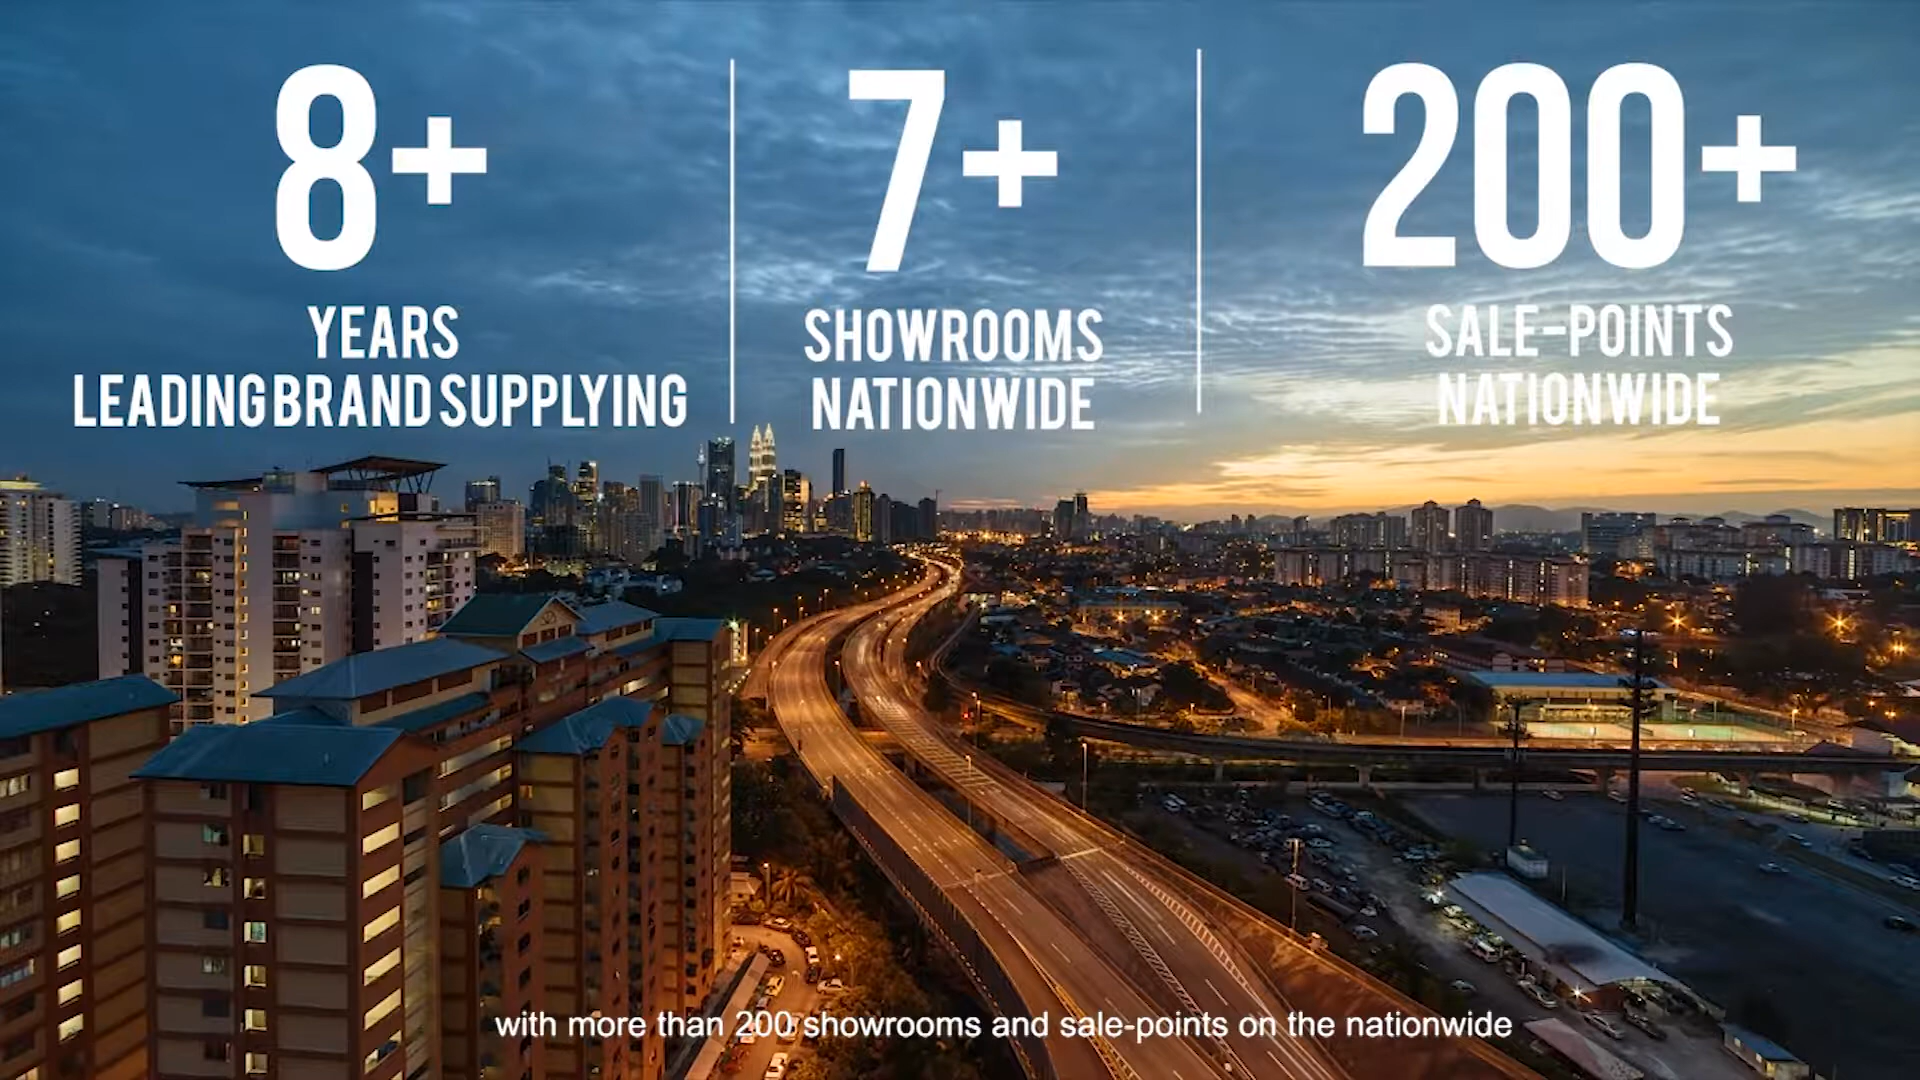 8+
YEARS
LEADING BRAND SUPPLYING
7+
SHOWROOMS
NATIONWIDE
200+
SALE-POINTS
NATIONWIDE
with more than 200 showrooms and sale-points on the nationwide